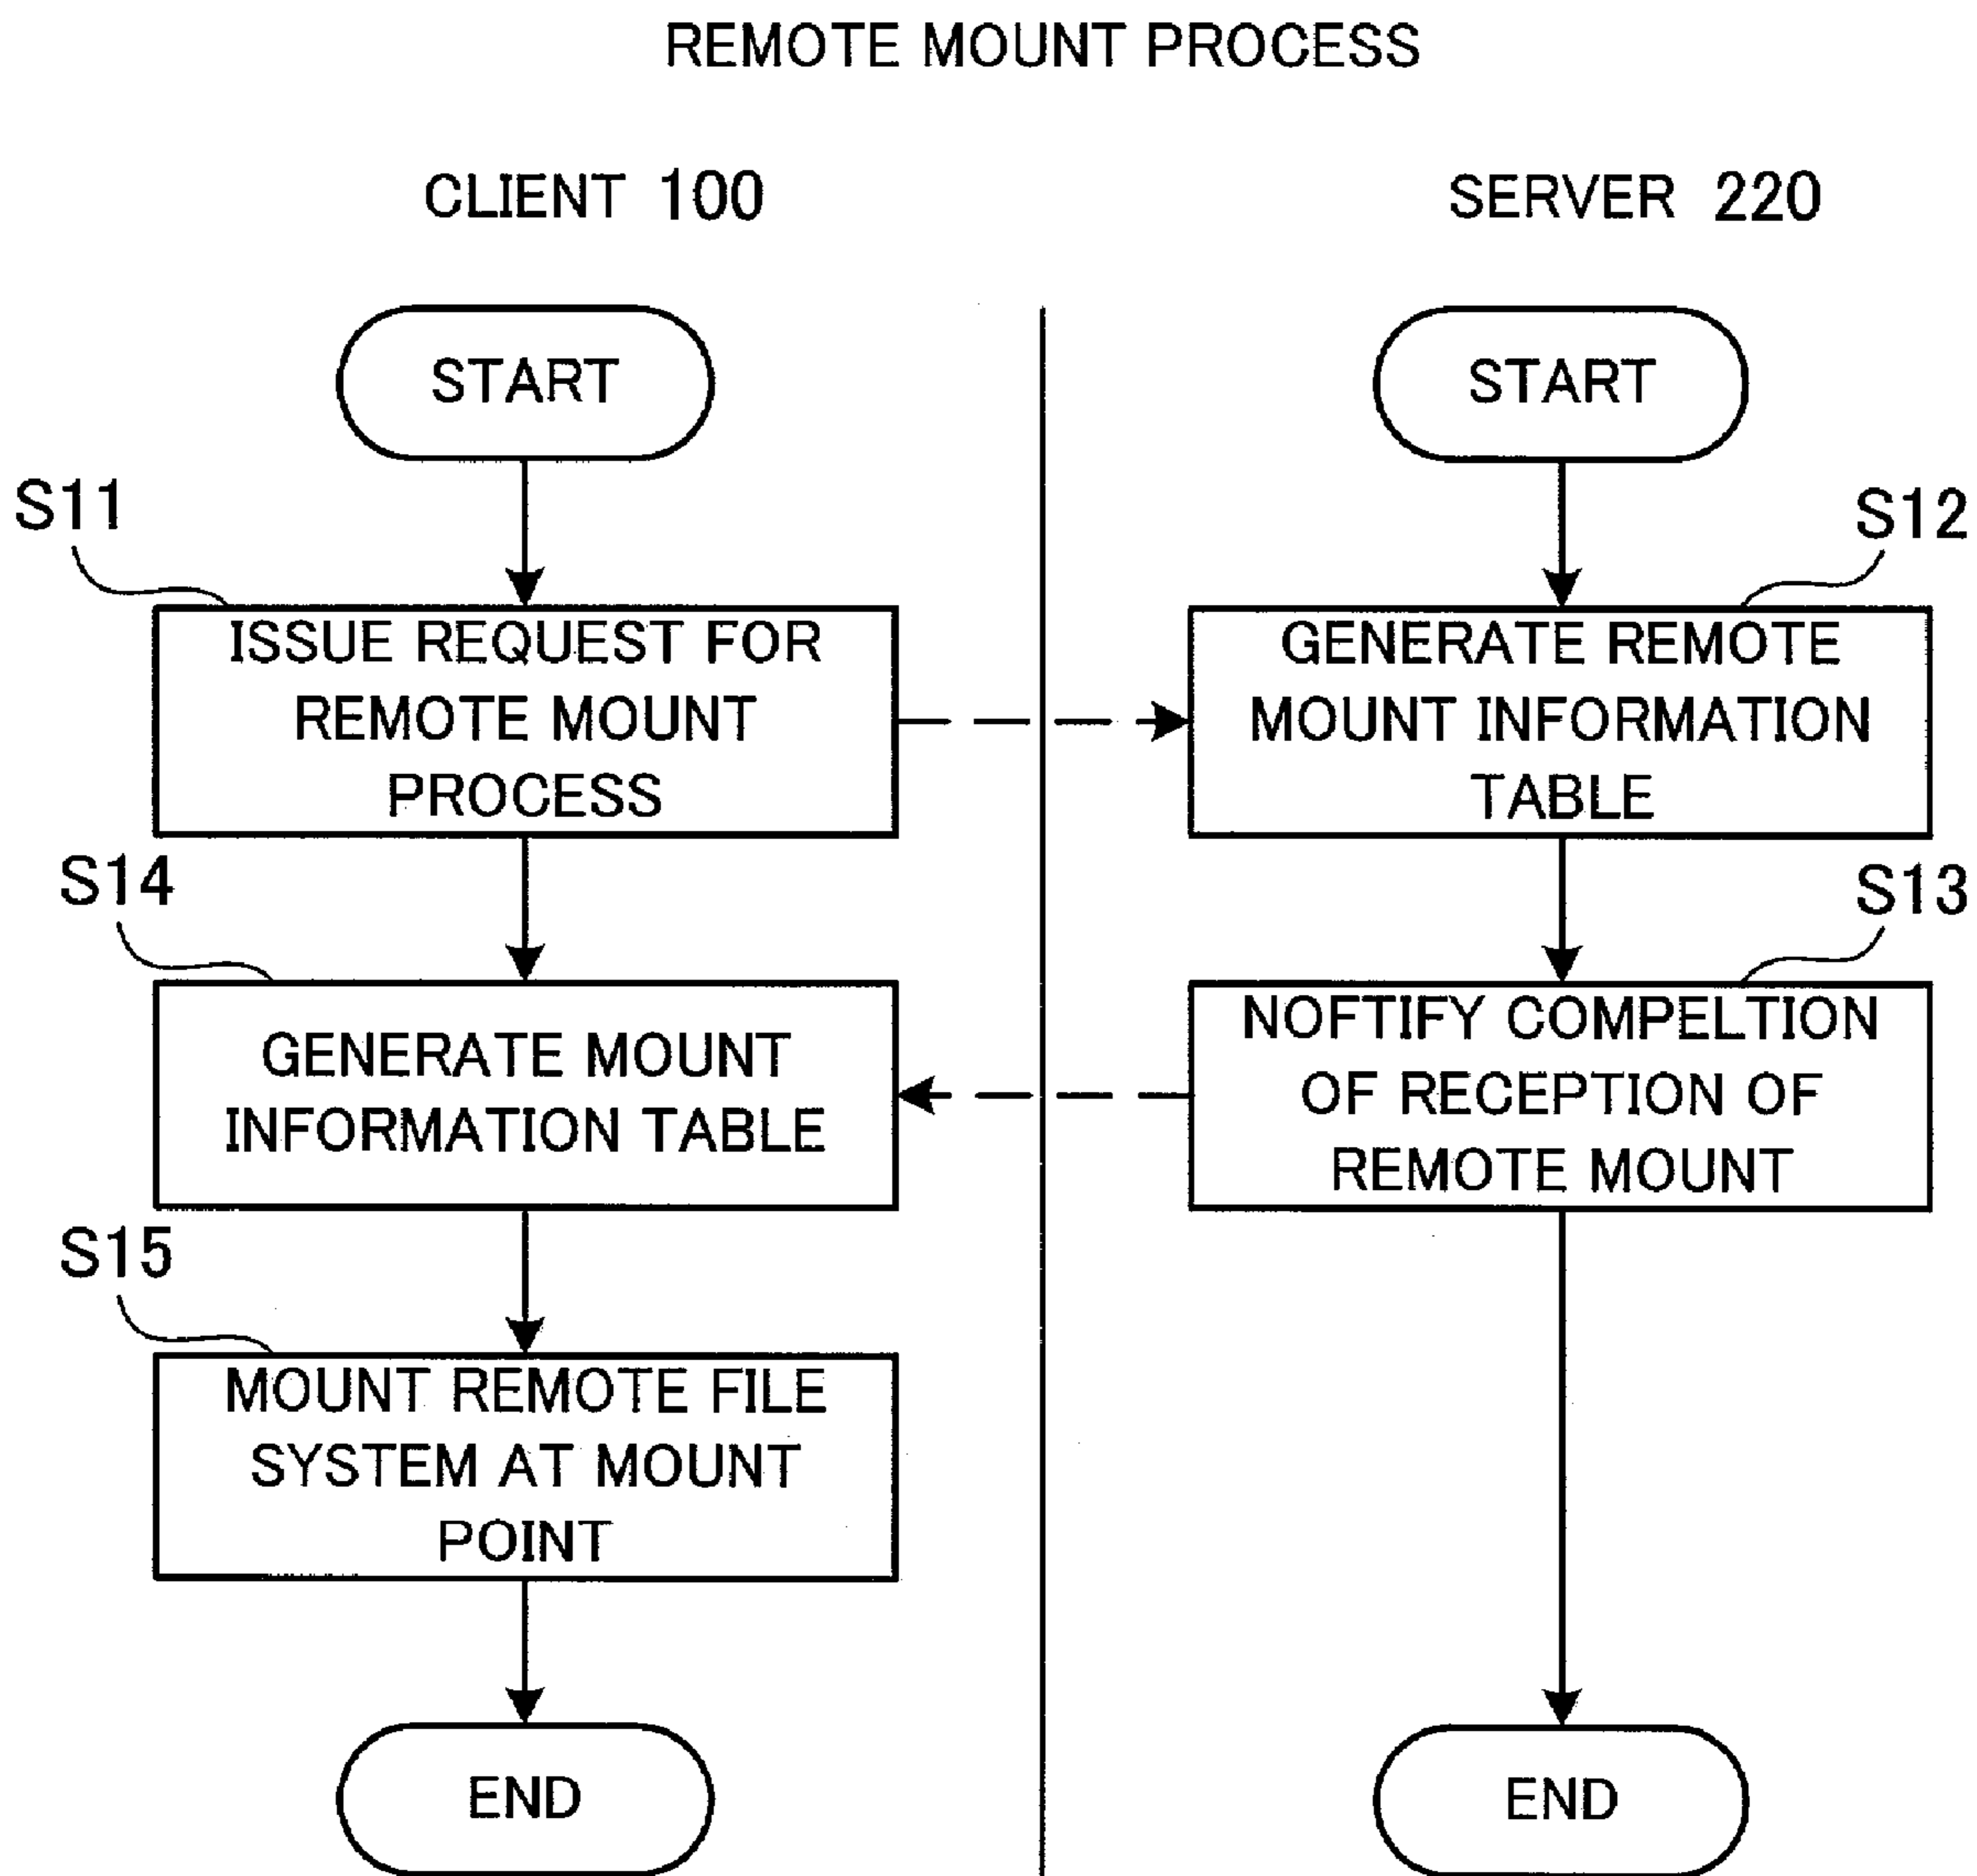 REMOTE MOUNT PROCESS
CLIENT 100
SERVER 220
START
START
S11
S12
ISSUE REQUEST FOR
REMOTE MOUNT
PROCESS
GENERATE REMOTE
MOUNT INFORMATION
TABLE
S14
S13
GENERATE MOUNT
INFORMATION TABLE
NOFTIFY COMPELTION
OF RECEPTION OF
REMOTE MOUNT
S15
MOUNT REMOTE FILE
SYSTEM AT MOUNT
POINT
END
END